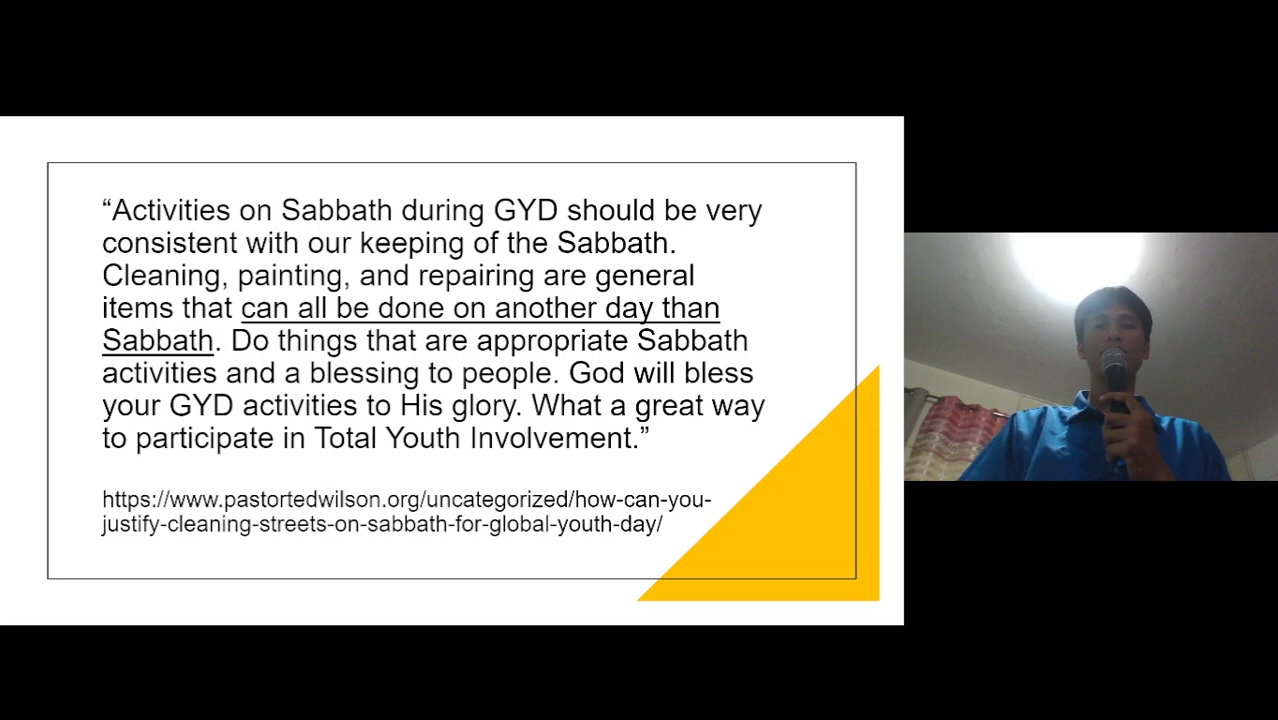 “Activities on Sabbath during GYD should be very
consistent with our keeping of the Sabbath.
Cleaning, painting, and repairing are general
items that can all be done on another day than
Sabbath. Do things that are appropriate Sabbath
activities and a blessing to people. God will bless
your GYD activities to His glory. What a great way
to participate in Total Youth Involvement.”
https://www.pastortedwilson.org/uncategorized/how-can-you-
justify-cleaning-streets-on-sabbath-for-global-youth-day/